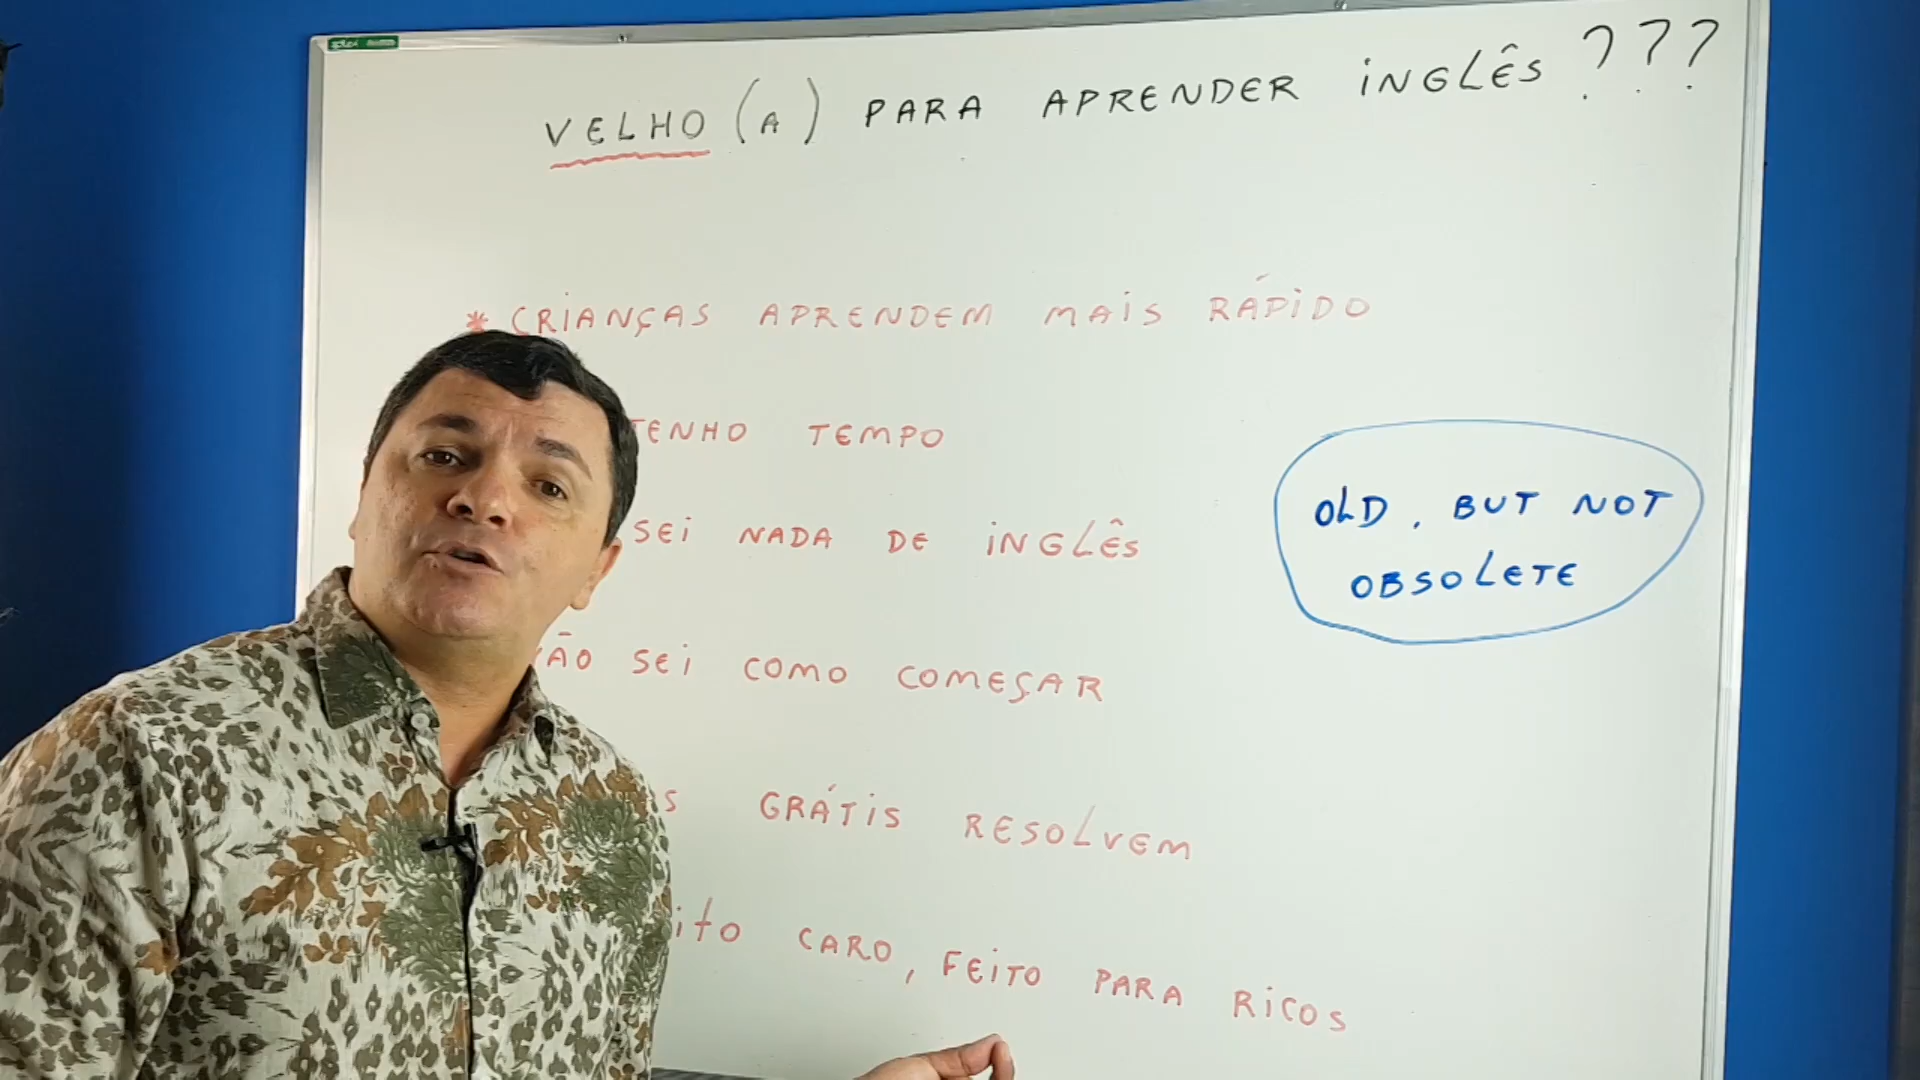 VELHO (A) PARA APRENDER INGLÊS ???
* CRIANÇAS APRENDEM MAIS RÁPIDO
TENHO TEMPO
SEI NADA DE INGLÊS
SEI COMO COMEÇAR
GRÁTIS RESOLVEM
CARO, FEITO PARA RICOS
OLD, BUT NOT
OBSOLETE